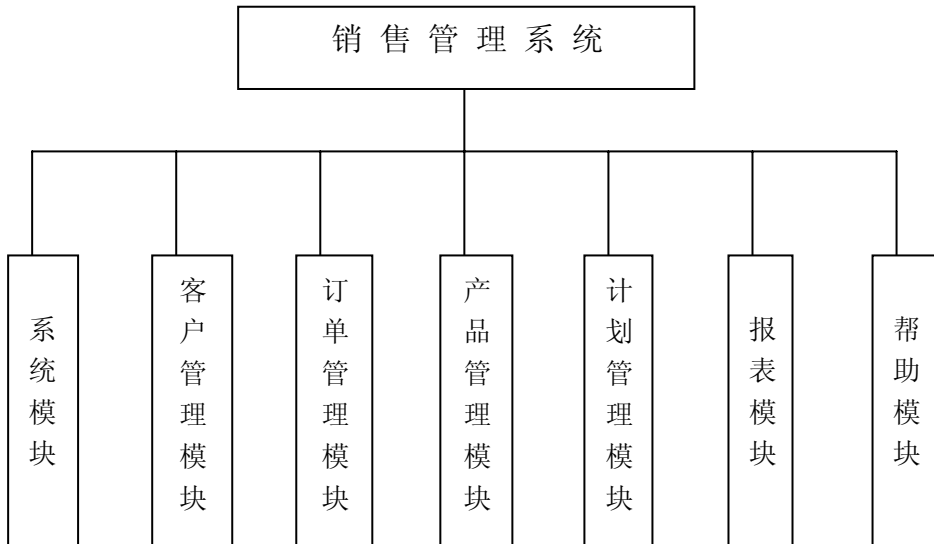 销售管理系统
系统模块
客户管理模块
订单管理模块
产品管理模块
计划管理模块
报表模块
帮助模块